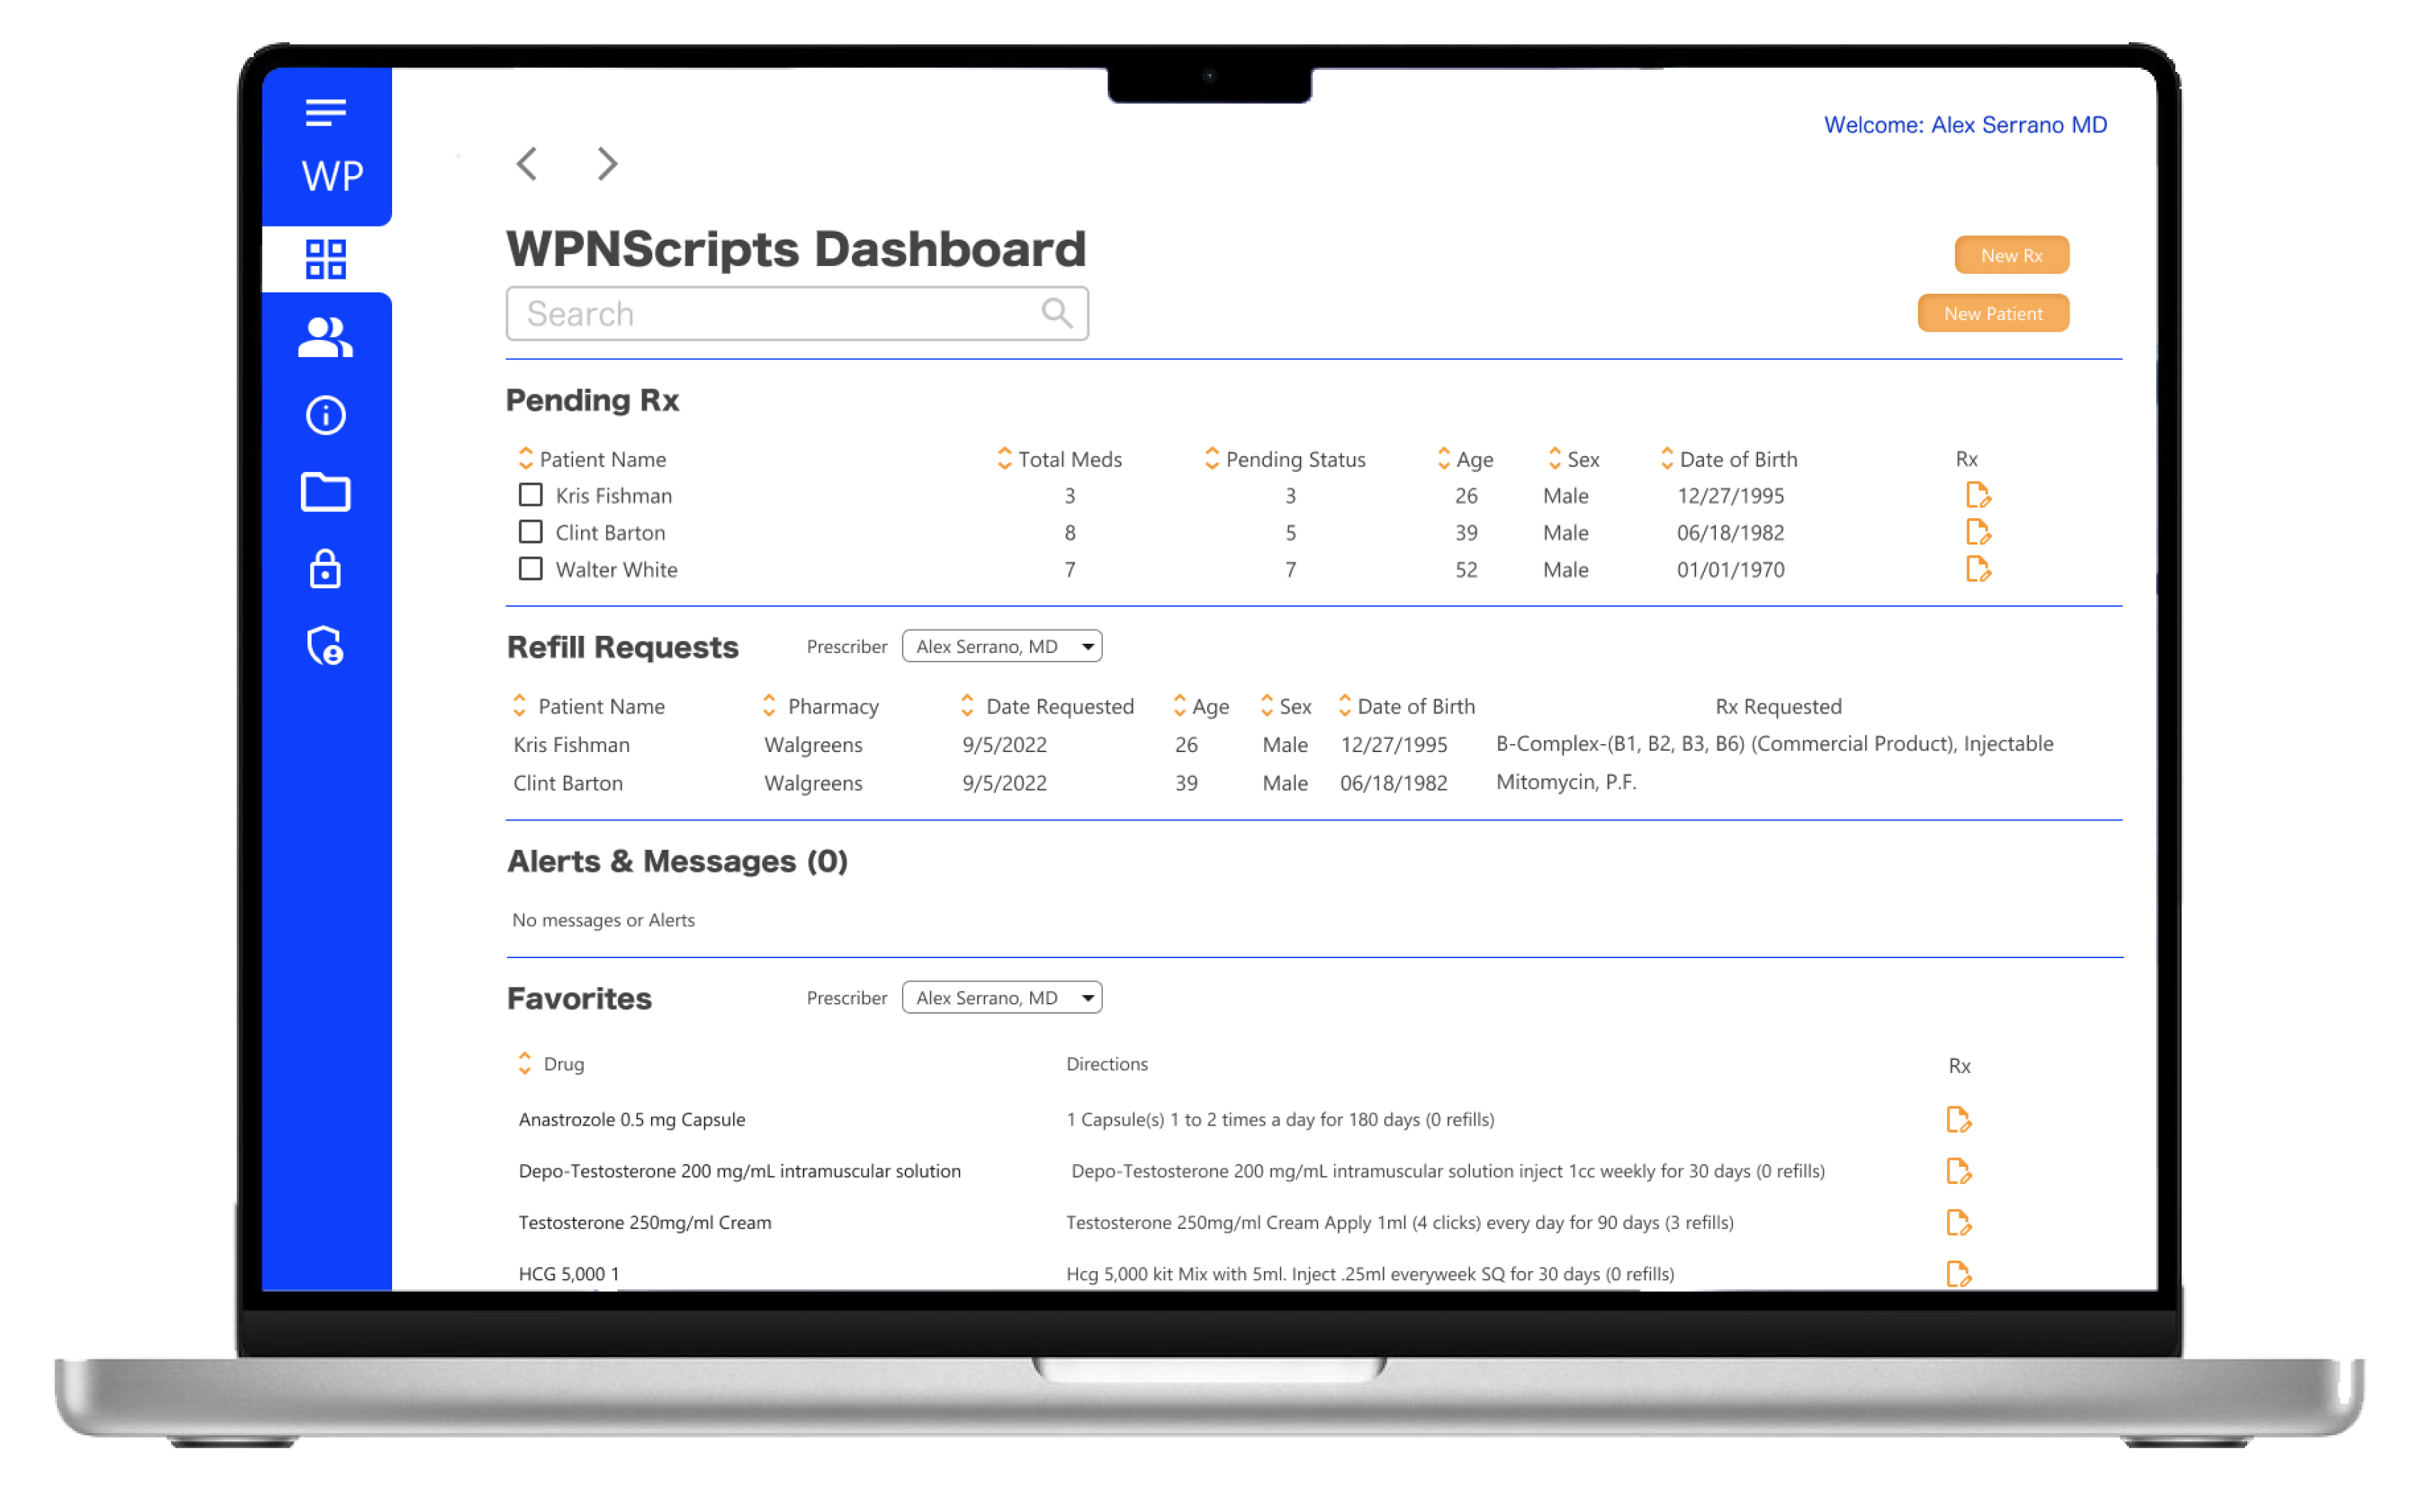 Welcome: Alex Serrano MD
WP
WPNScripts Dashboard
New Rx
Search
New Patient
Pending Rx
Patient Name Total Meds Pending Status Age Sex Date of Birth Rx
Kris Fishman 3 3 26 Male 12/27/1995
Clint Barton 8 5 39 Male 06/18/1982
Walter White 7 7 52 Male 01/01/1970
Refill Requests Prescriber Alex Serrano, MD
Patient Name Pharmacy Date Requested Age Sex Date of Birth Rx Requested
Kris Fishman Walgreens 9/5/2022 26 Male 12/27/1995 B-Complex-(B1, B2, B3, B6) (Commercial Product), Injectable
Clint Barton Walgreens 9/5/2022 39 Male 06/18/1982 Mitomycin, P.F.
Alerts & Messages (0)
No messages or Alerts
Favorites Prescriber Alex Serrano, MD
Drug Directions Rx
Anastrozole 0.5 mg Capsule 1 Capsule(s) 1 to 2 times a day for 180 days (0 refills)
Depo-Testosterone 200 mg/mL intramuscular solution Depo-Testosterone 200 mg/mL intramuscular solution inject 1cc weekly for 30 days (0 refills)
Testosterone 250mg/ml Cream Testosterone 250mg/ml Cream Apply 1ml (4 clicks) every day for 90 days (3 refills)
HCG 5,000 1 Hcg 5,000 kit Mix with 5ml. Inject .25ml everyweek SQ for 30 days (0 refills)